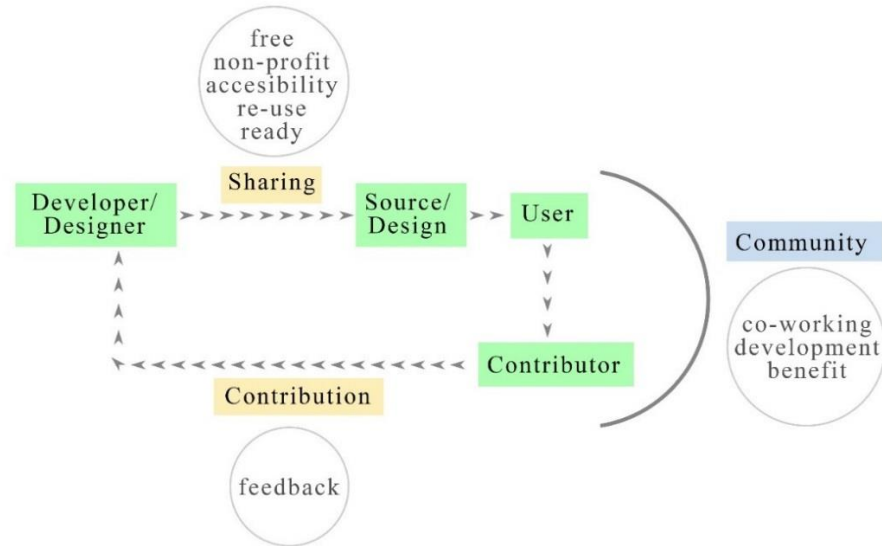 free
non-profit
accesibility
re-use
ready
Sharing
Developer/
Designer
Source/
Design
User
Community
co-working
development
benefit
Contributor
Contribution
feedback